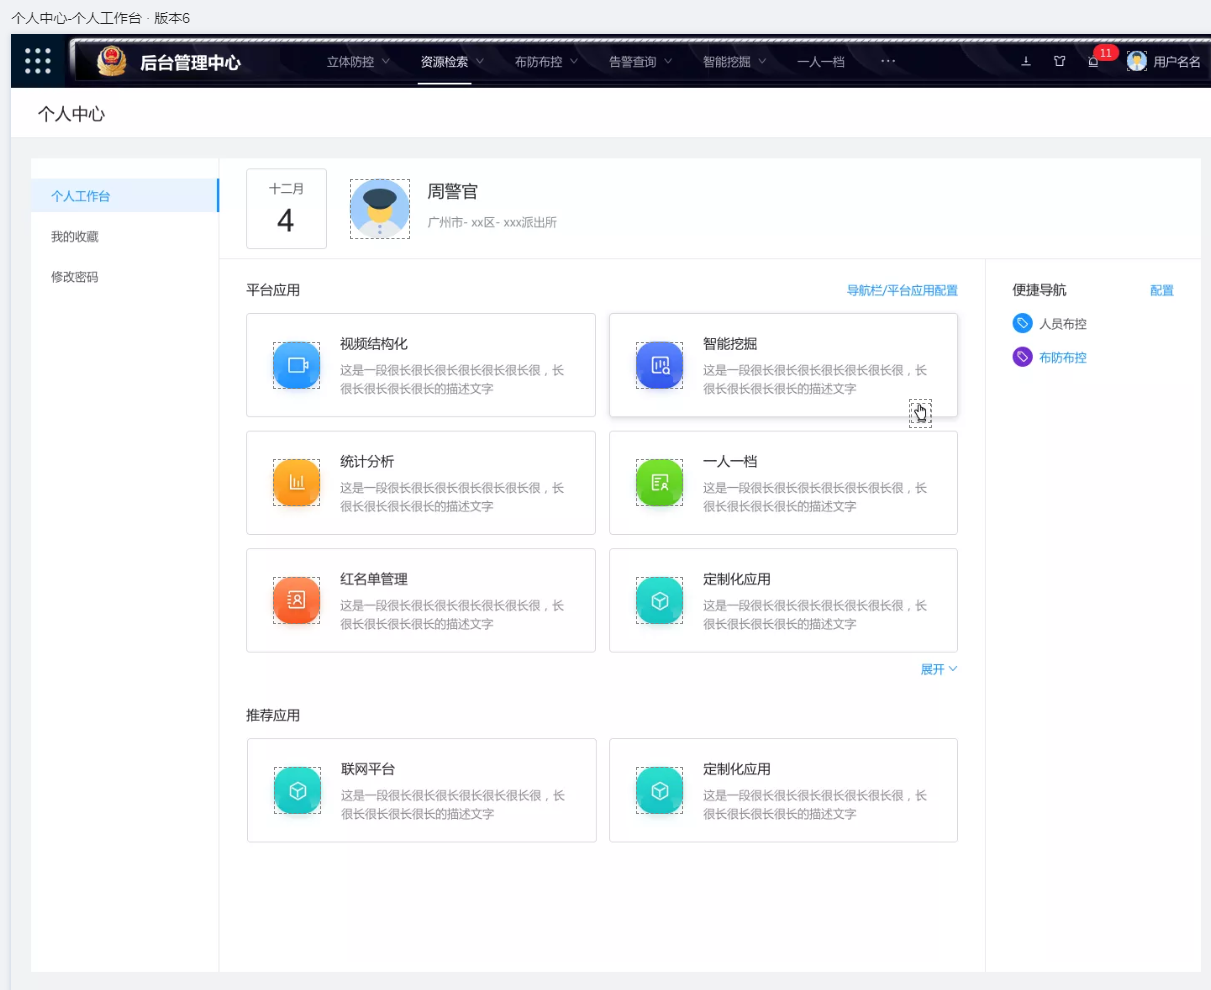 个人中心-个人工作台 · 版本6
后台管理中心 立体防控 资源检索 布防布控 告警查询 智能挖掘 一人一档 ··· 11 用户名名
个人中心
个人工作台
我的收藏
修改密码
十二月
4
周警官
广州市- xx区- xxx派出所
平台应用
导航栏/平台应用配置
视频结构化
这是一段很长很长很长很长很长很，长
很长很长很长很长的描述文字
智能挖掘
这是一段很长很长很长很长很长很，长
很长很长很长很长的描述文字
统计分析
这是一段很长很长很长很长很长很，长
很长很长很长很长的描述文字
一人一档
这是一段很长很长很长很长很长很，长
很长很长很长很长的描述文字
红名单管理
这是一段很长很长很长很长很长很，长
很长很长很长很长的描述文字
定制化应用
这是一段很长很长很长很长很长很，长
很长很长很长很长的描述文字
展开
推荐应用
联网平台
这是一段很长很长很长很长很长很，长
很长很长很长很长的描述文字
定制化应用
这是一段很长很长很长很长很长很，长
很长很长很长很长的描述文字
便捷导航
配置
人员布控
布防布控